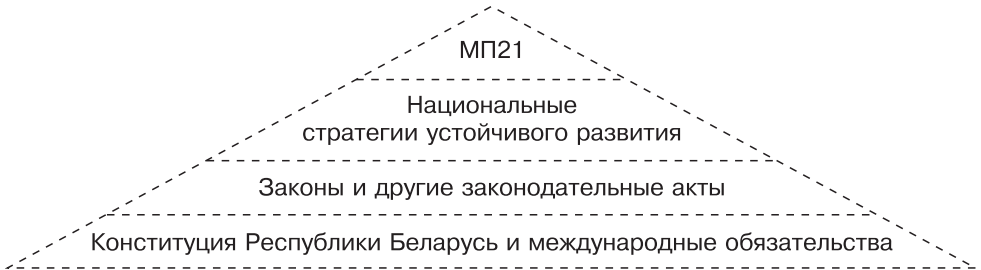 МП21
Национальные
стратегии устойчивого развития
Законы и другие законодательные акты
Конституция Республики Беларусь и международные обязательства